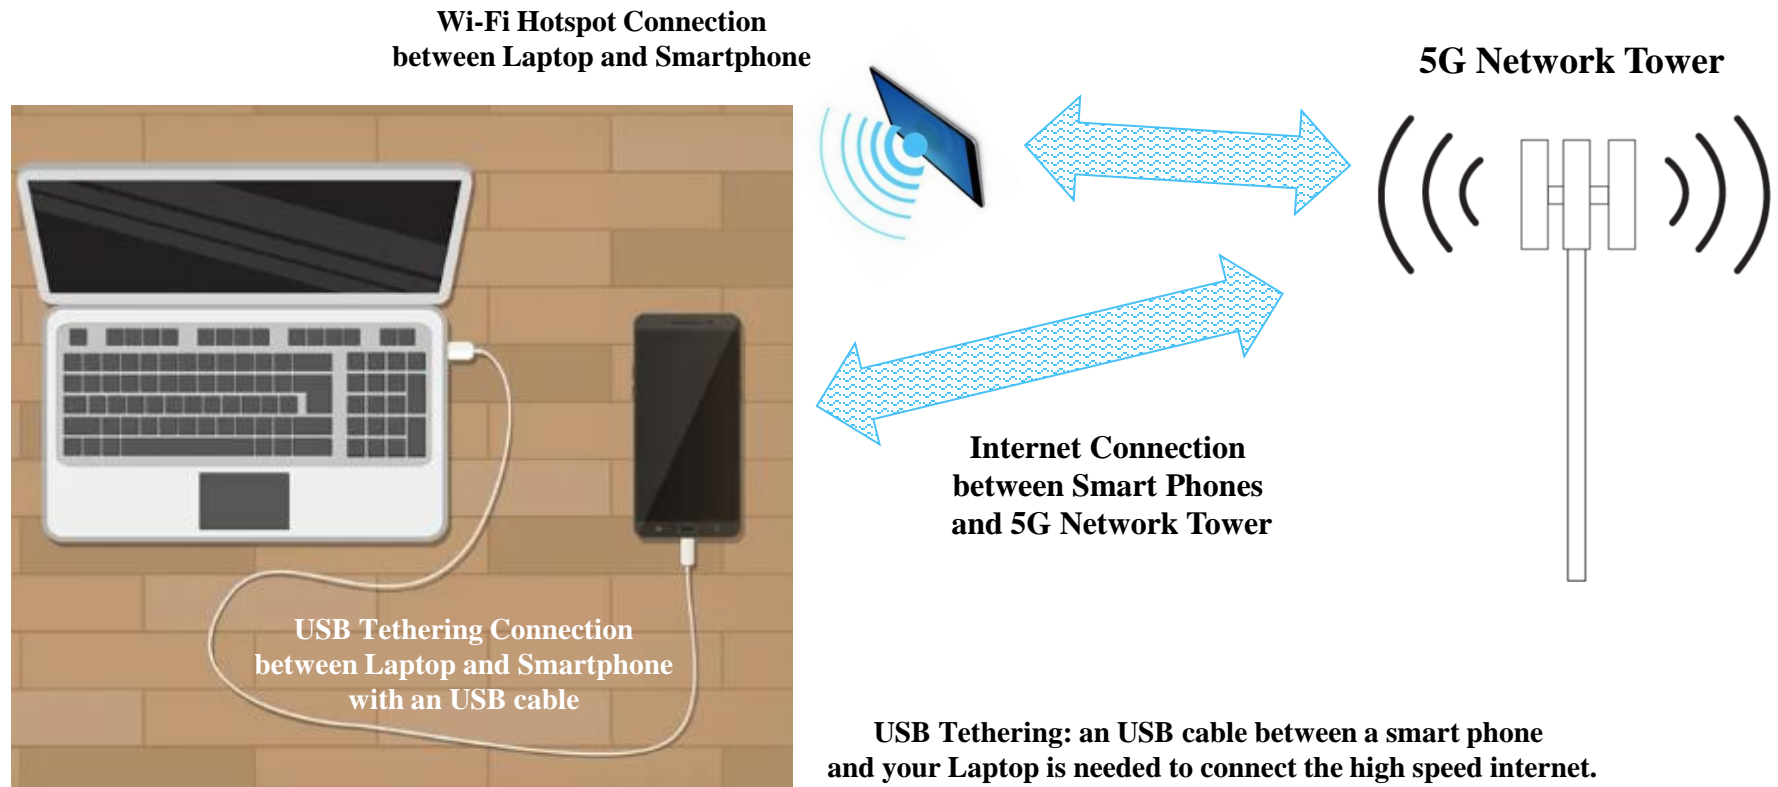 Wi-Fi Hotspot Connection
between Laptop and Smartphone
5G Network Tower
Internet Connection
between Smart Phones
and 5G Network Tower
USB Tethering Connection
between Laptop and Smartphone
with an USB cable
USB Tethering: an USB cable between a smart phone
and your Laptop is needed to connect the high speed internet.